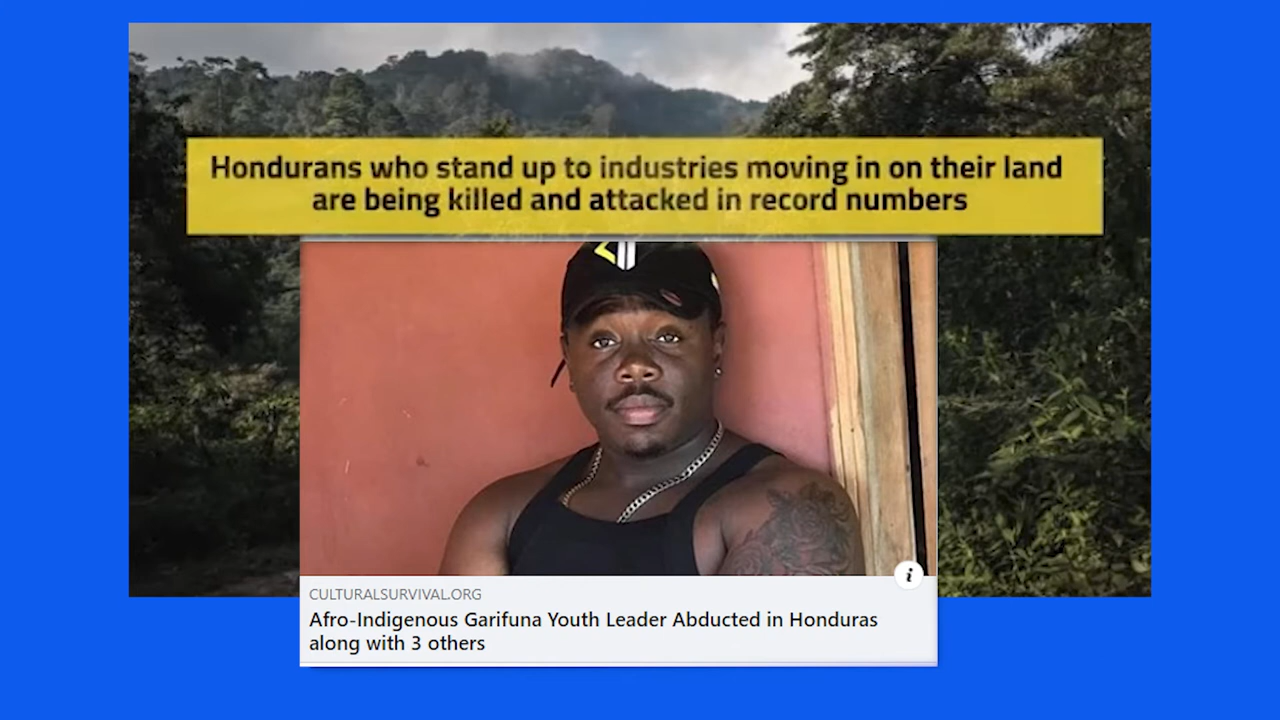 Hondurans who stand up to industries moving in on their land
are being killed and attacked in record numbers
CULTURALSURVIVAL.ORG
Afro-Indigenous Garifuna Youth Leader Abducted in Honduras
along with 3 others